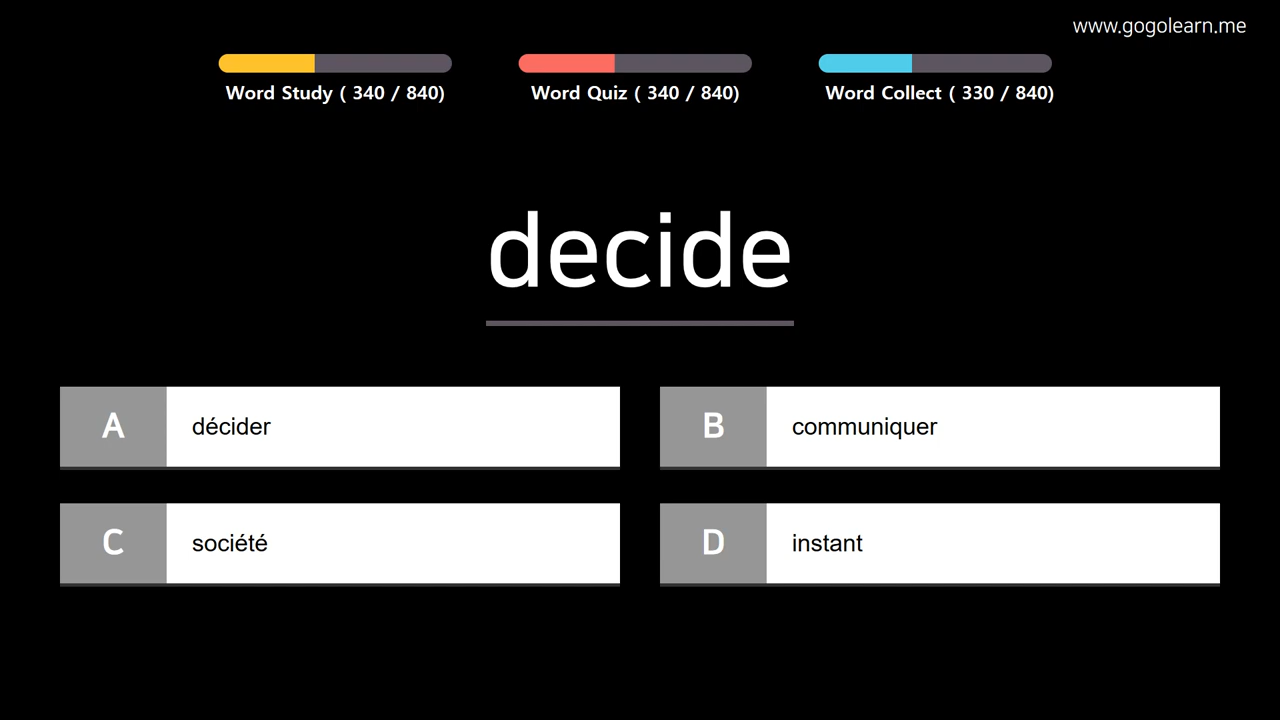 www.gogolearn.me
Word Study ( 340 / 840)
Word Quiz ( 340 / 840)
Word Collect ( 330 / 840)
decide
A
décider
B
communiquer
C
société
D
instant